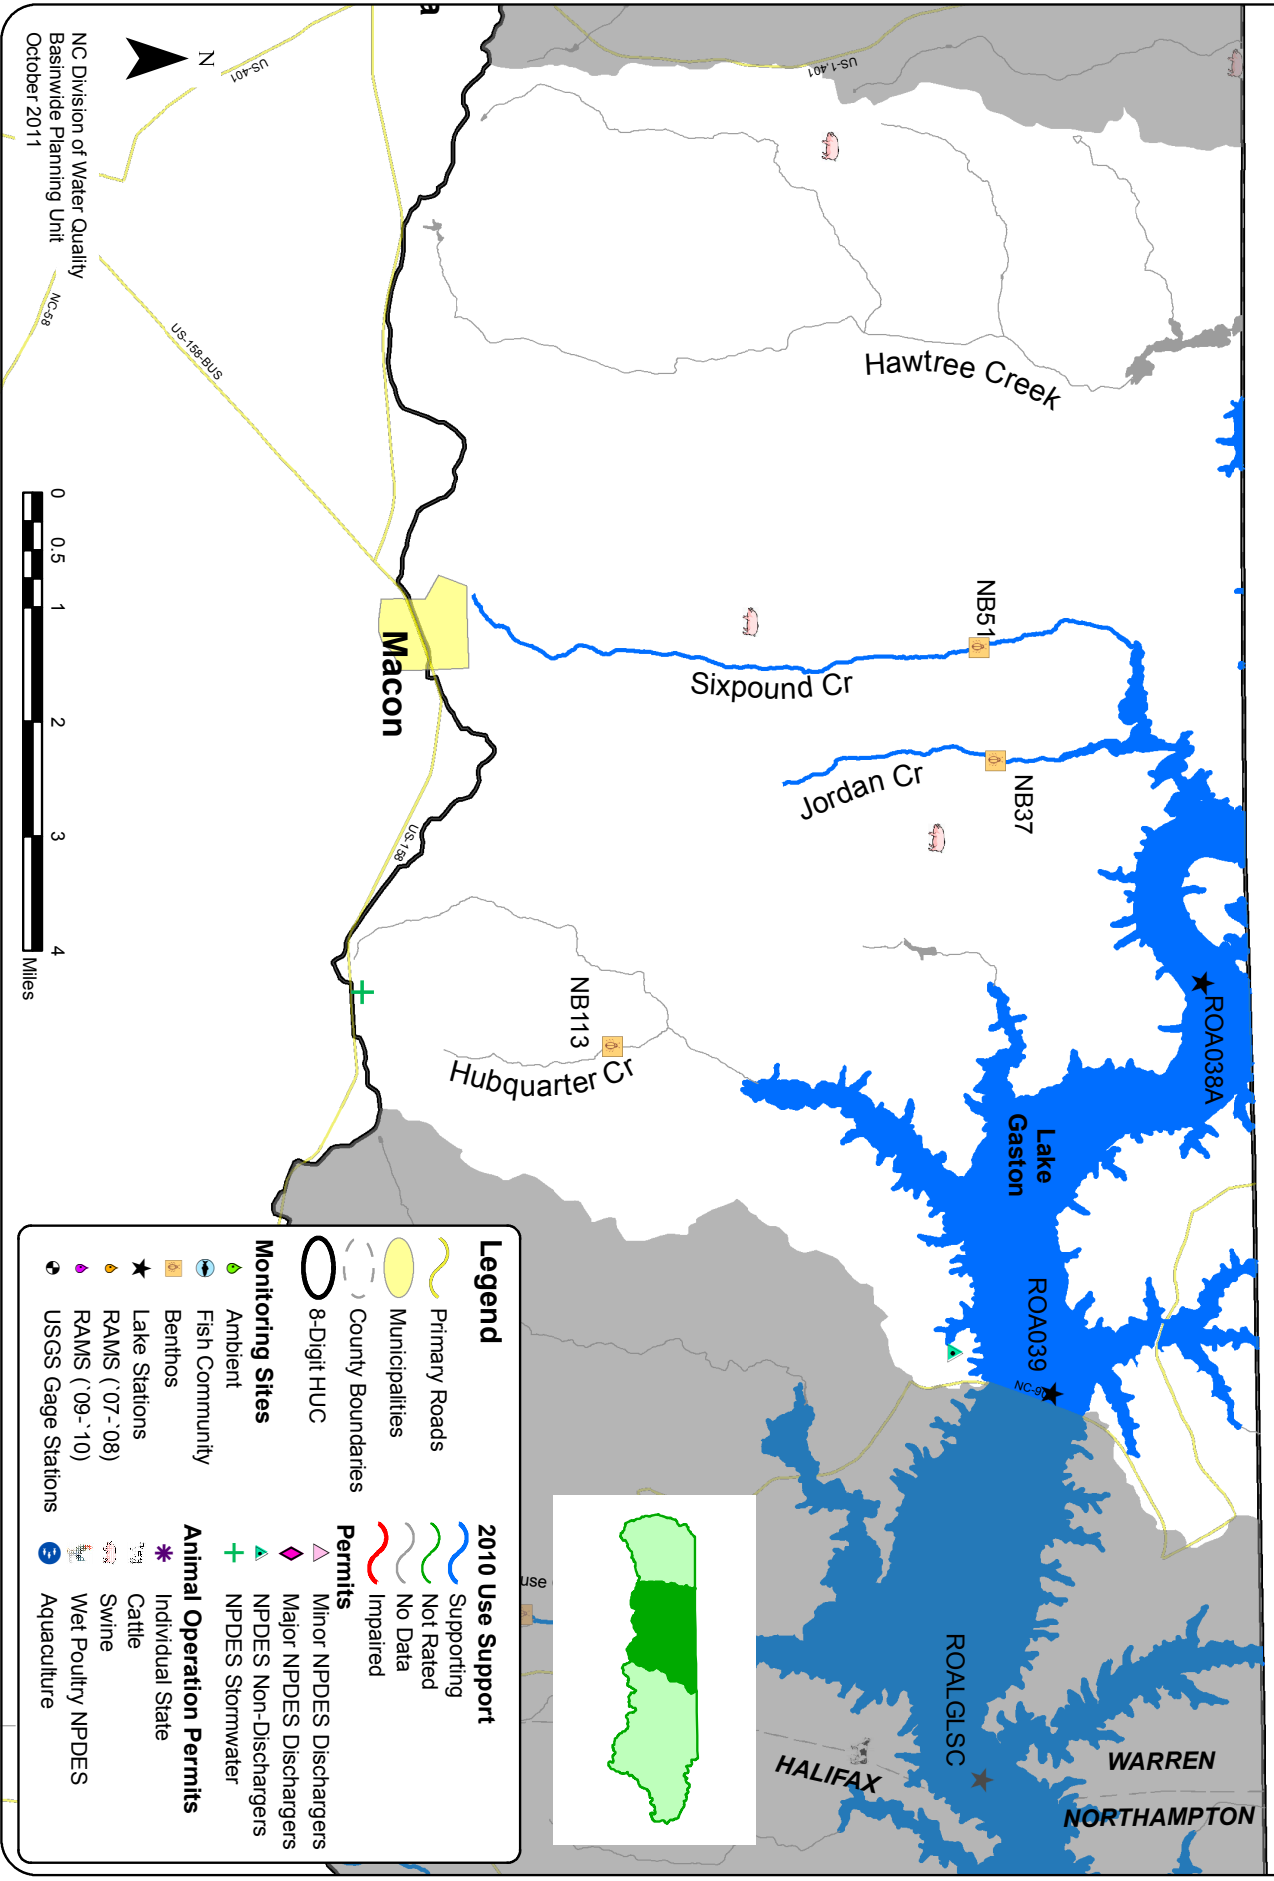 US-1,401
US-401
N
NC Division of Water Quality
Basinwide Planning Unit
October 2011
NC-58
US-158-BUS
Hawtree Creek
0 0.5 1 2 3 4
Miles
Macon
NB51
Sixpound Cr
NB37
Jordan Cr
US-158
NB113
Hubquarter Cr
ROA038A
Lake
Gaston
ROA039
ROALGLSC
WARREN
NORTHAMPTON
HALIFAX
Legend
Primary Roads
Municipalities
County Boundaries
8-Digit HUC
Monitoring Sites
Ambient
Fish Community
Benthos
Lake Stations
RAMS (`07-`08)
RAMS (`09-`10)
USGS Gage Stations
2010 Use Support
Supporting
Not Rated
No Data
Impaired
Permits
Minor NPDES Dischargers
Major NPDES Dischargers
NPDES Non-Dischargers
NPDES Stormwater
Animal Operation Permits
Individual State
Cattle
Swine
Wet Poultry NPDES
Aquaculture